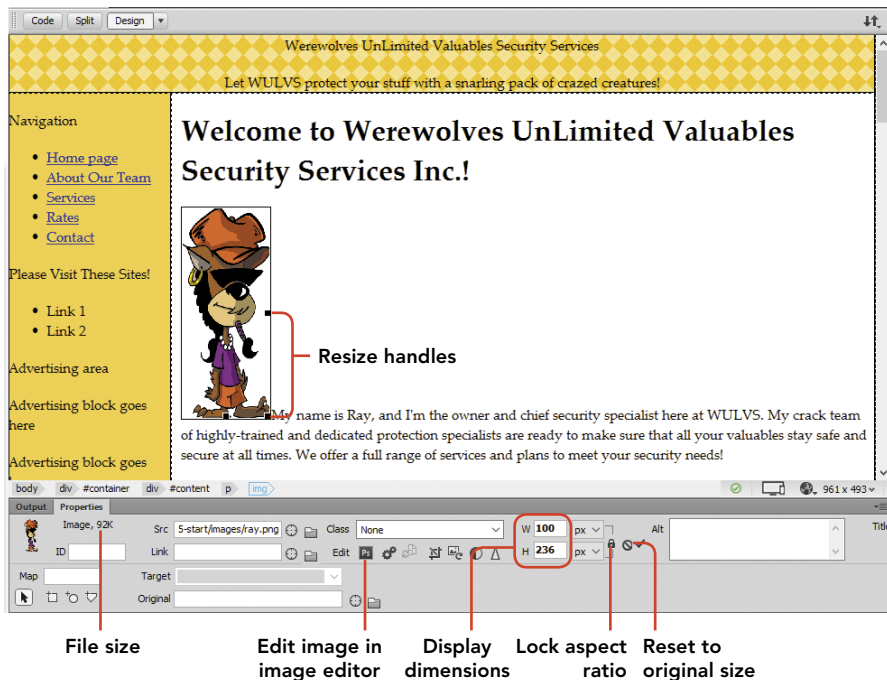 Code Split Design
Werewolves UnLimited Valuables Security Services
Let WULVS protect your stuff with a snarling pack of crazed creatures!
Navigation
Home page
About Our Team
Services
Rates
Contact
Please Visit These Sites!
Link 1
Link 2
Advertising area
Advertising block goes
here
Advertising block goes
Welcome to Werewolves UnLimited Valuables
Security Services Inc.!
Resize handles
My name is Ray, and I'm the owner and chief security specialist here at WULVS. My crack team
of highly-trained and dedicated protection specialists are ready to make sure that all your valuables stay safe and
secure at all times. We offer a full range of services and plans to meet your security needs!
body div #container div #content p img 961 x 493
Output Properties
Image, 92K Src 5-start/images/ray.png Class None W 100 px Alt Title
ID Link Edit Ps H 236 px
Map Target
Original
File size
Edit image in
image editor
Display
dimensions
Lock aspect
ratio
Reset to
original size